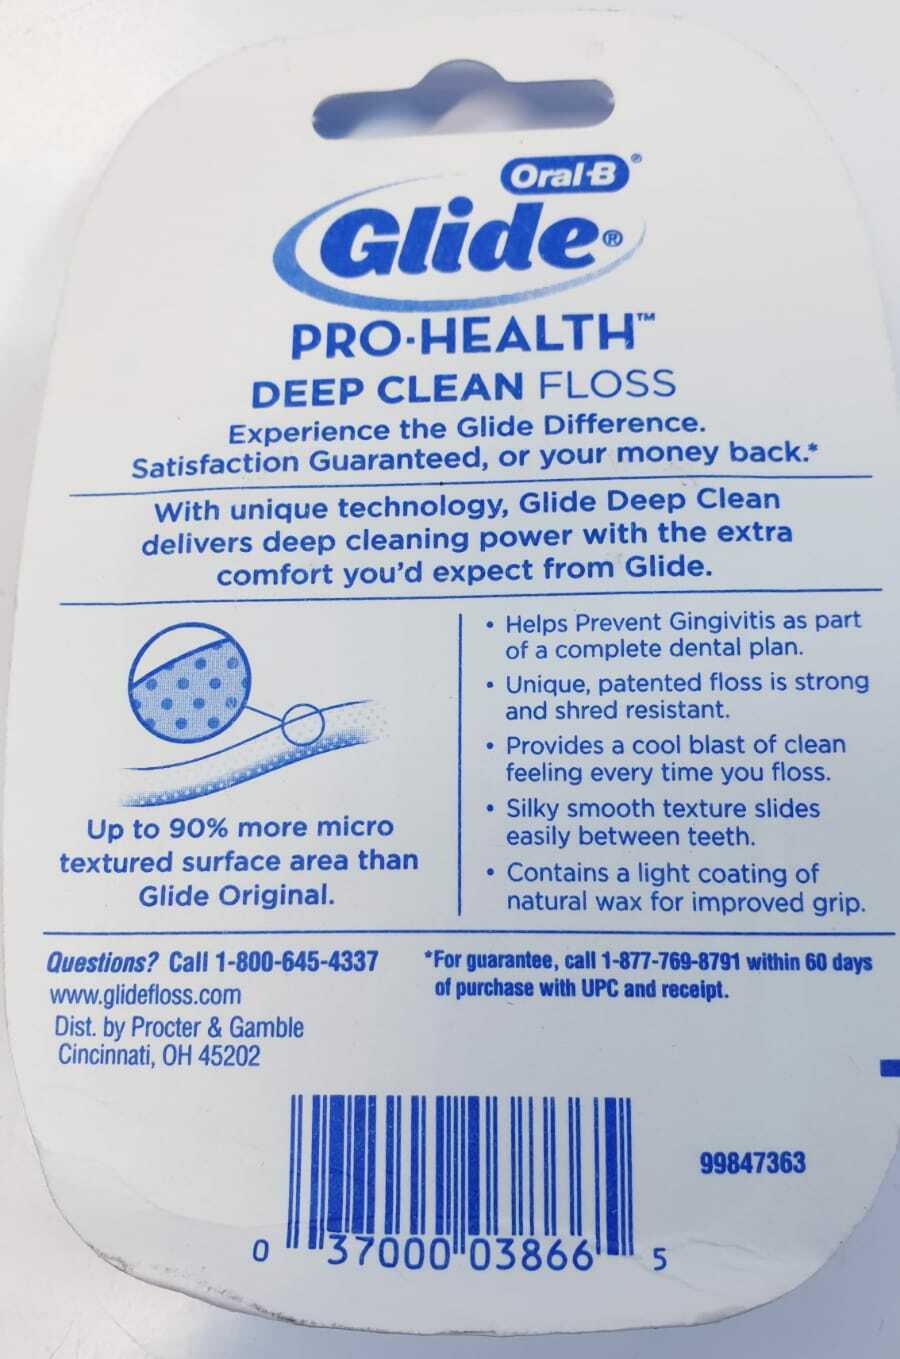 Oral-B®
Glide®
PRO-HEALTH™
DEEP CLEAN FLOSS
Experience the Glide Difference.
Satisfaction Guaranteed, or your money back.*
With unique technology, Glide Deep Clean
delivers deep cleaning power with the extra
comfort you'd expect from Glide.
Up to 90% more micro
textured surface area than
Glide Original.
• Helps Prevent Gingivitis as part
of a complete dental plan.
• Unique, patented floss is strong
and shred resistant.
• Provides a cool blast of clean
feeling every time you floss.
• Silky smooth texture slides
easily between teeth.
• Contains a light coating of
natural wax for improved grip.
Questions? Call 1-800-645-4337
www.glidefloss.com
Dist. by Procter & Gamble
Cincinnati, OH 45202
*For guarantee, call 1-877-769-8791 within 60 days
of purchase with UPC and receipt.
99847363
0 37000 03866 5